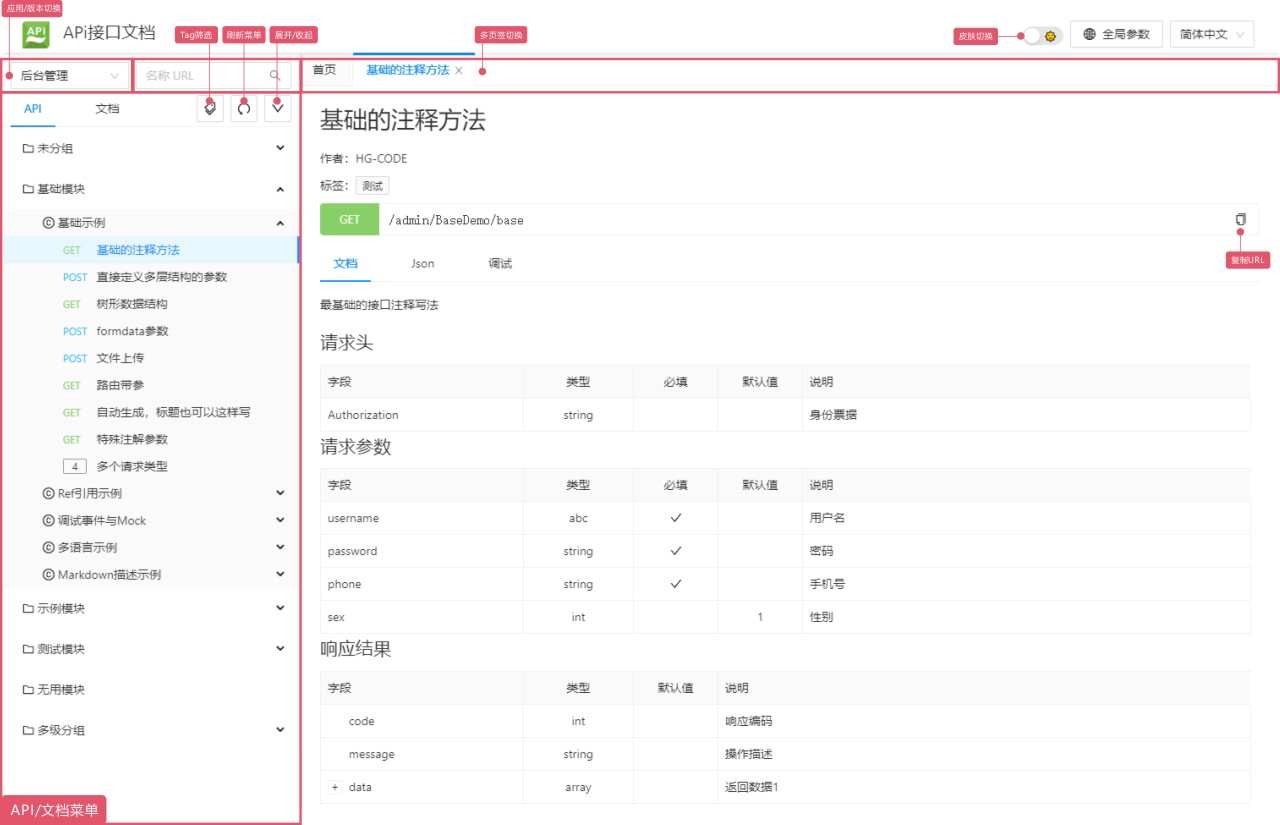 应用/版本切换
API
APi接口文档
Tag筛选
刷新菜单
展开/收起
多页签切换
皮肤切换
全局参数
简体中文
后台管理
名称 URL
首页
基础的注释方法
API
文档
未分组
基础模块
基础示例
GET 基础的注释方法
POST 直接定义多层结构的参数
GET 树形数据结构
POST formdata参数
POST 文件上传
GET 路由带参
GET 自动生成，标题也可以这样写
GET 特殊注解参数
4 多个请求类型
Ref引用示例
调试事件与Mock
多语言示例
Markdown描述示例
示例模块
测试模块
无用模块
多级分组
API/文档菜单
基础的注释方法
作者： HG-CODE
标签： 测试
GET /admin/BaseDemo/base
复制URL
文档 Json 调试
最基础的接口注释写法
请求头
字段 类型 必填 默认值 说明
Authorization string 身份票据
请求参数
字段 类型 必填 默认值 说明
username abc ✓ 用户名
password string ✓ 密码
phone string ✓ 手机号
sex int 1 性别
响应结果
字段 类型 默认值 说明
code int 响应编码
message string 操作描述
+ data array 返回数据1